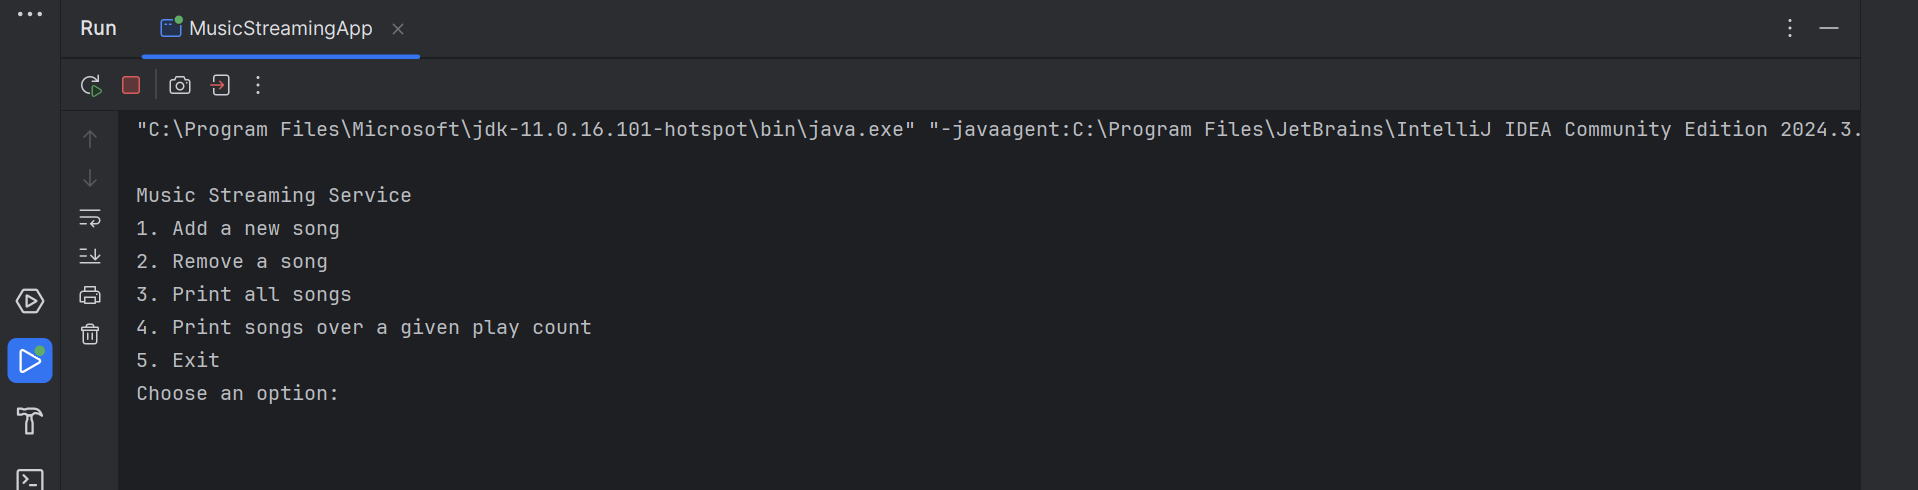 Run
MusicStreamingApp
"C:\Program Files\Microsoft\jdk-11.0.16.101-hotspot\bin\java.exe" "-javaagent:C:\Program Files\JetBrains\IntelliJ IDEA Community Edition 2024.3.
Music Streaming Service
1. Add a new song
2. Remove a song
3. Print all songs
4. Print songs over a given play count
5. Exit
Choose an option: